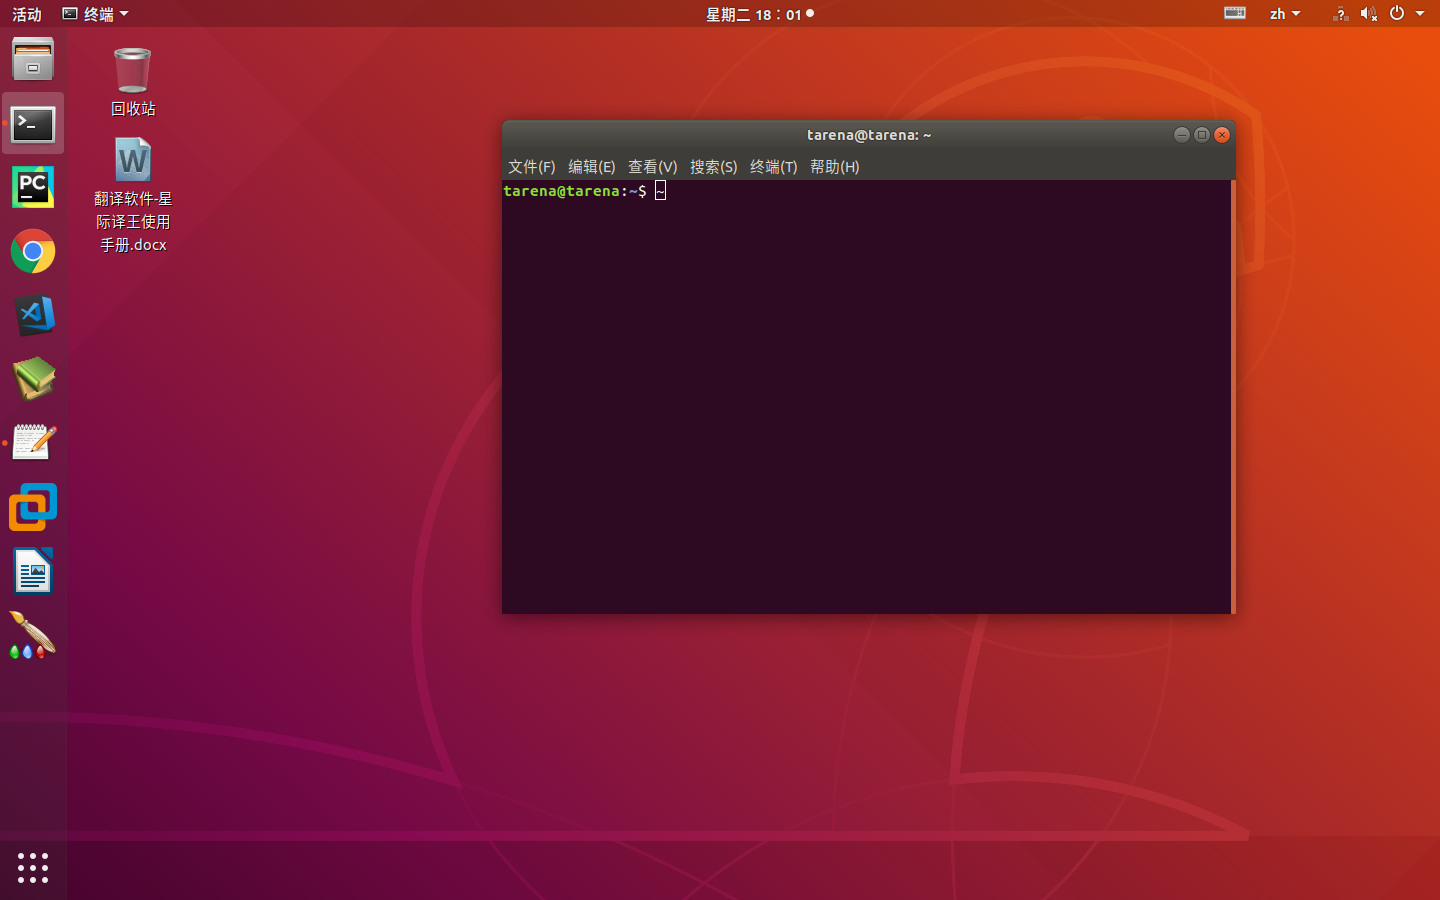 活动
终端
星期二 18：01
zh
回收站
翻译软件-星
际译王使用
手册.docx
tarena@tarena: ~
文件(F) 编辑(E) 查看(V) 搜索(S) 终端(T) 帮助(H)
tarena@tarena:~$ ~
PC
W